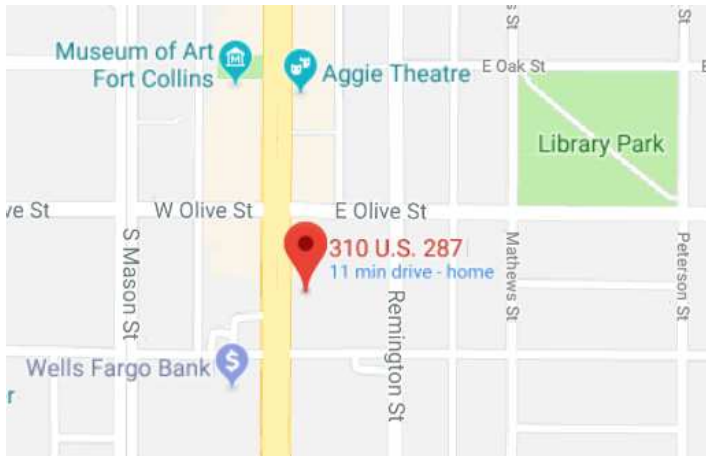 Museum of Art
Fort Collins
Aggie Theatre
E Oak St
Library Park
ve St
W Olive St
E Olive St
310 U.S. 287
11 min drive - home
S Mason St
Remington St
Mathews St
Peterson St
Wells Fargo Bank
r